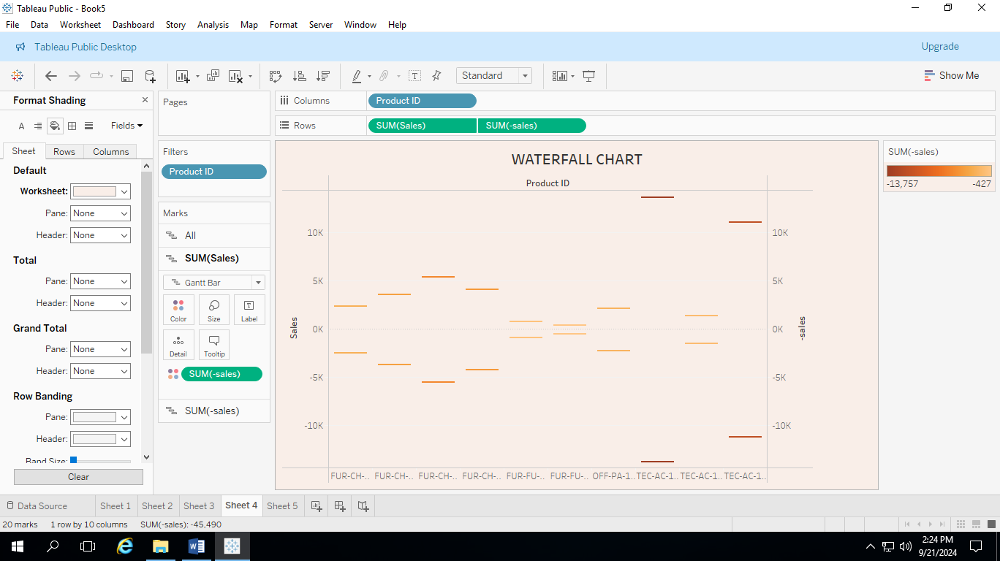 Tableau Public - Book5
File Data Worksheet Dashboard Story Analysis Map Format Server Window Help
Tableau Public Desktop Upgrade
Standard Show Me
Format Shading
Fields
Sheet Rows Columns
Default
Worksheet:
Pane: None
Header: None
Total
Pane: None
Header: None
Grand Total
Pane: None
Header: None
Row Banding
Pane:
Header:
Band Size:
Clear
Pages
Filters
Product ID
Marks
All
SUM(Sales)
Gantt Bar
Color Size Label
Detail Tooltip
SUM(-sales)
SUM(-sales)
Columns Product ID
Rows SUM(Sales) SUM(-sales)
WATERFALL CHART
Product ID
10K 10K
5K 5K
0K 0K
-5K -5K
-10K -10K
Sales
-sales
FUR-CH-.. FUR-CH-.. FUR-CH-.. FUR-CH-.. FUR-FU-.. FUR-FU-.. OFF-PA-1.. TEC-AC-1.. TEC-AC-1.. TEC-AC-1..
SUM(-sales)
-13,757 -427
Data Source Sheet 1 Sheet 2 Sheet 3 Sheet 4 Sheet 5
20 marks 1 row by 10 columns SUM(-sales): -45,490
2:24 PM
9/21/2024